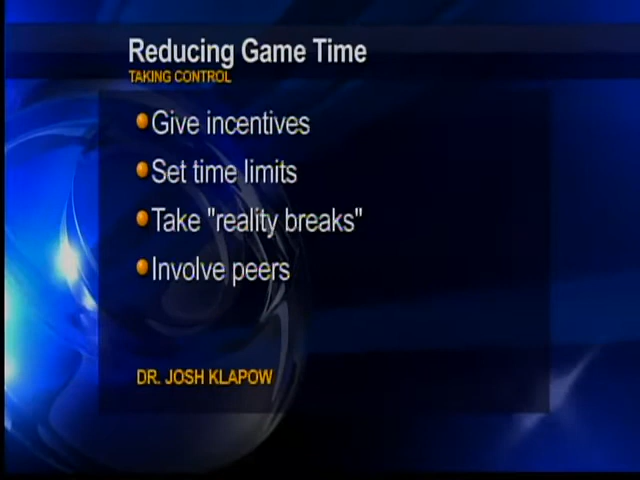 Reducing Game Time
TAKING CONTROL
Give incentives
Set time limits
Take "reality breaks"
Involve peers
DR. JOSH KLAPOW